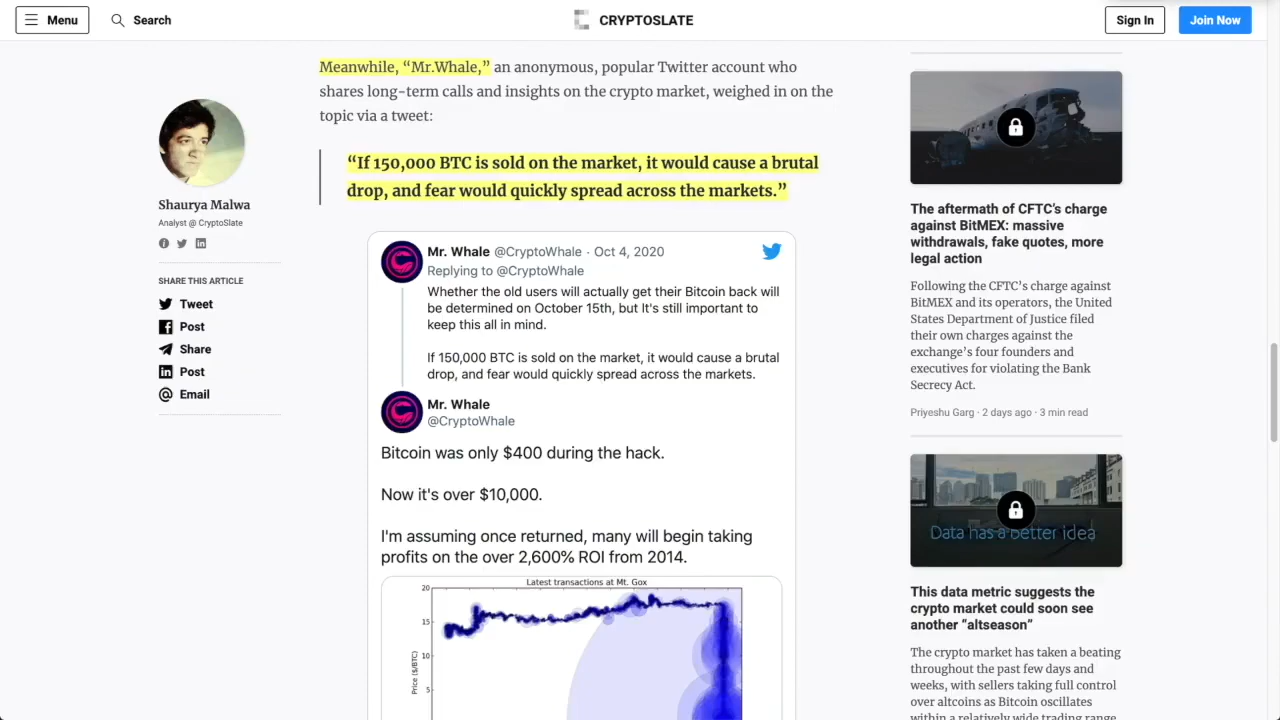 Menu
Search
CRYPTOSLATE
Sign In
Join Now
Shaurya Malwa
Analyst @ CryptoSlate
SHARE THIS ARTICLE
Tweet
Post
Share
Post
Email
Meanwhile, “Mr.Whale,” an anonymous, popular Twitter account who
shares long-term calls and insights on the crypto market, weighed in on the
topic via a tweet:
“If 150,000 BTC is sold on the market, it would cause a brutal
drop, and fear would quickly spread across the markets.”
Mr. Whale @CryptoWhale · Oct 4, 2020
Replying to @CryptoWhale
Whether the old users will actually get their Bitcoin back will
be determined on October 15th, but It's still important to
keep this all in mind.
If 150,000 BTC is sold on the market, it would cause a brutal
drop, and fear would quickly spread across the markets.
Mr. Whale
@CryptoWhale
Bitcoin was only $400 during the hack.
Now it's over $10,000.
I'm assuming once returned, many will begin taking
profits on the over 2,600% ROI from 2014.
Latest transactions at Mt. Gox
20
15
10
5
Price ($/BTC)
The aftermath of CFTC’s charge
against BitMEX: massive
withdrawals, fake quotes, more
legal action
Following the CFTC’s charge against
BitMEX and its operators, the United
States Department of Justice filed
their own charges against the
exchange’s four founders and
executives for violating the Bank
Secrecy Act.
Priyeshu Garg · 2 days ago · 3 min read
Data has a better idea
This data metric suggests the
crypto market could soon see
another “altseason”
The crypto market has taken a beating
throughout the past few days and
weeks, with sellers taking full control
over altcoins as Bitcoin oscillates
within a relatively wide trading range